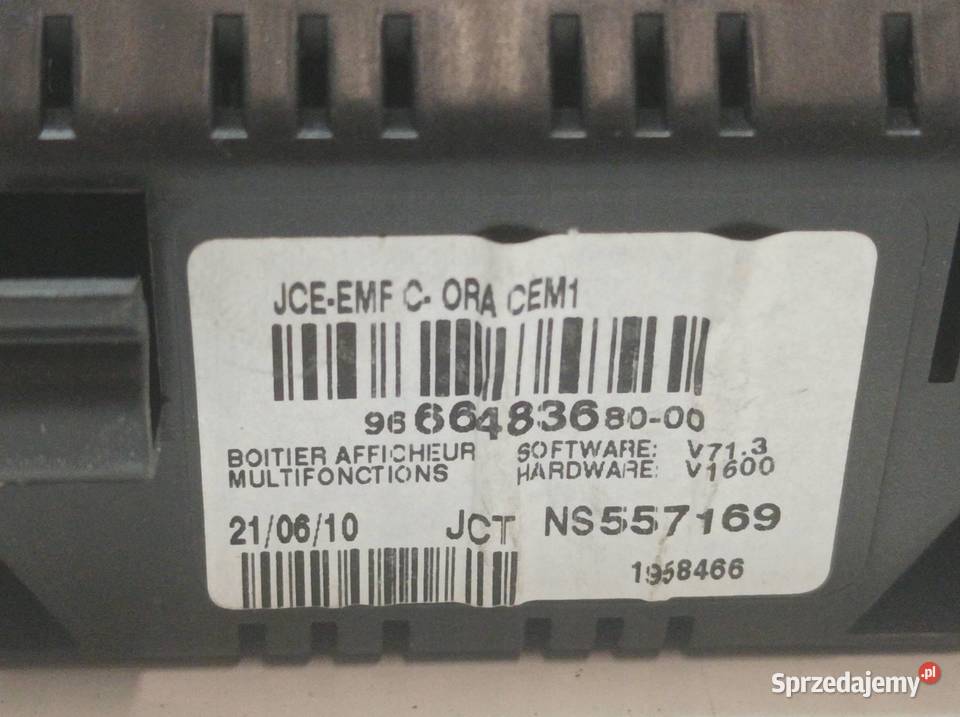 JCE-EMF C- ORA CEM1
9666483680-00
BOITIER AFFICHEUR SOFTWARE: V71.3
MULTIFONCTIONS HARDWARE: V1600
21/06/10 JCT NS557169
1958466
Sprzedajemy.pl